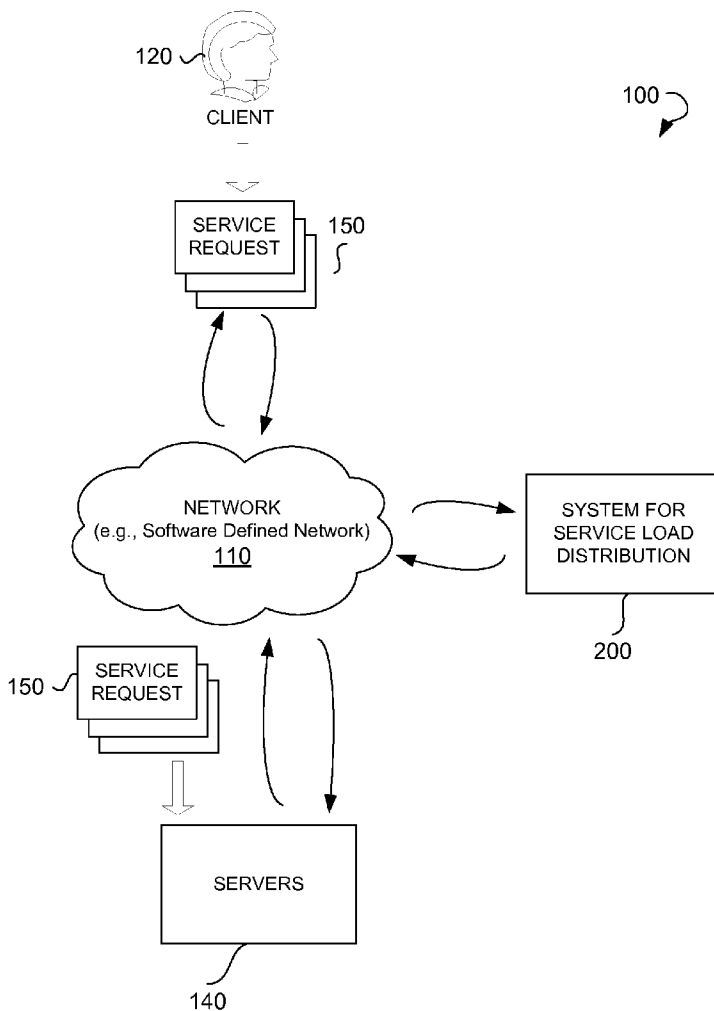 120
CLIENT
100
SERVICE
REQUEST
150
NETWORK
(e.g., Software Defined Network)
110
SYSTEM FOR
SERVICE LOAD
DISTRIBUTION
200
150
SERVICE
REQUEST
SERVERS
140